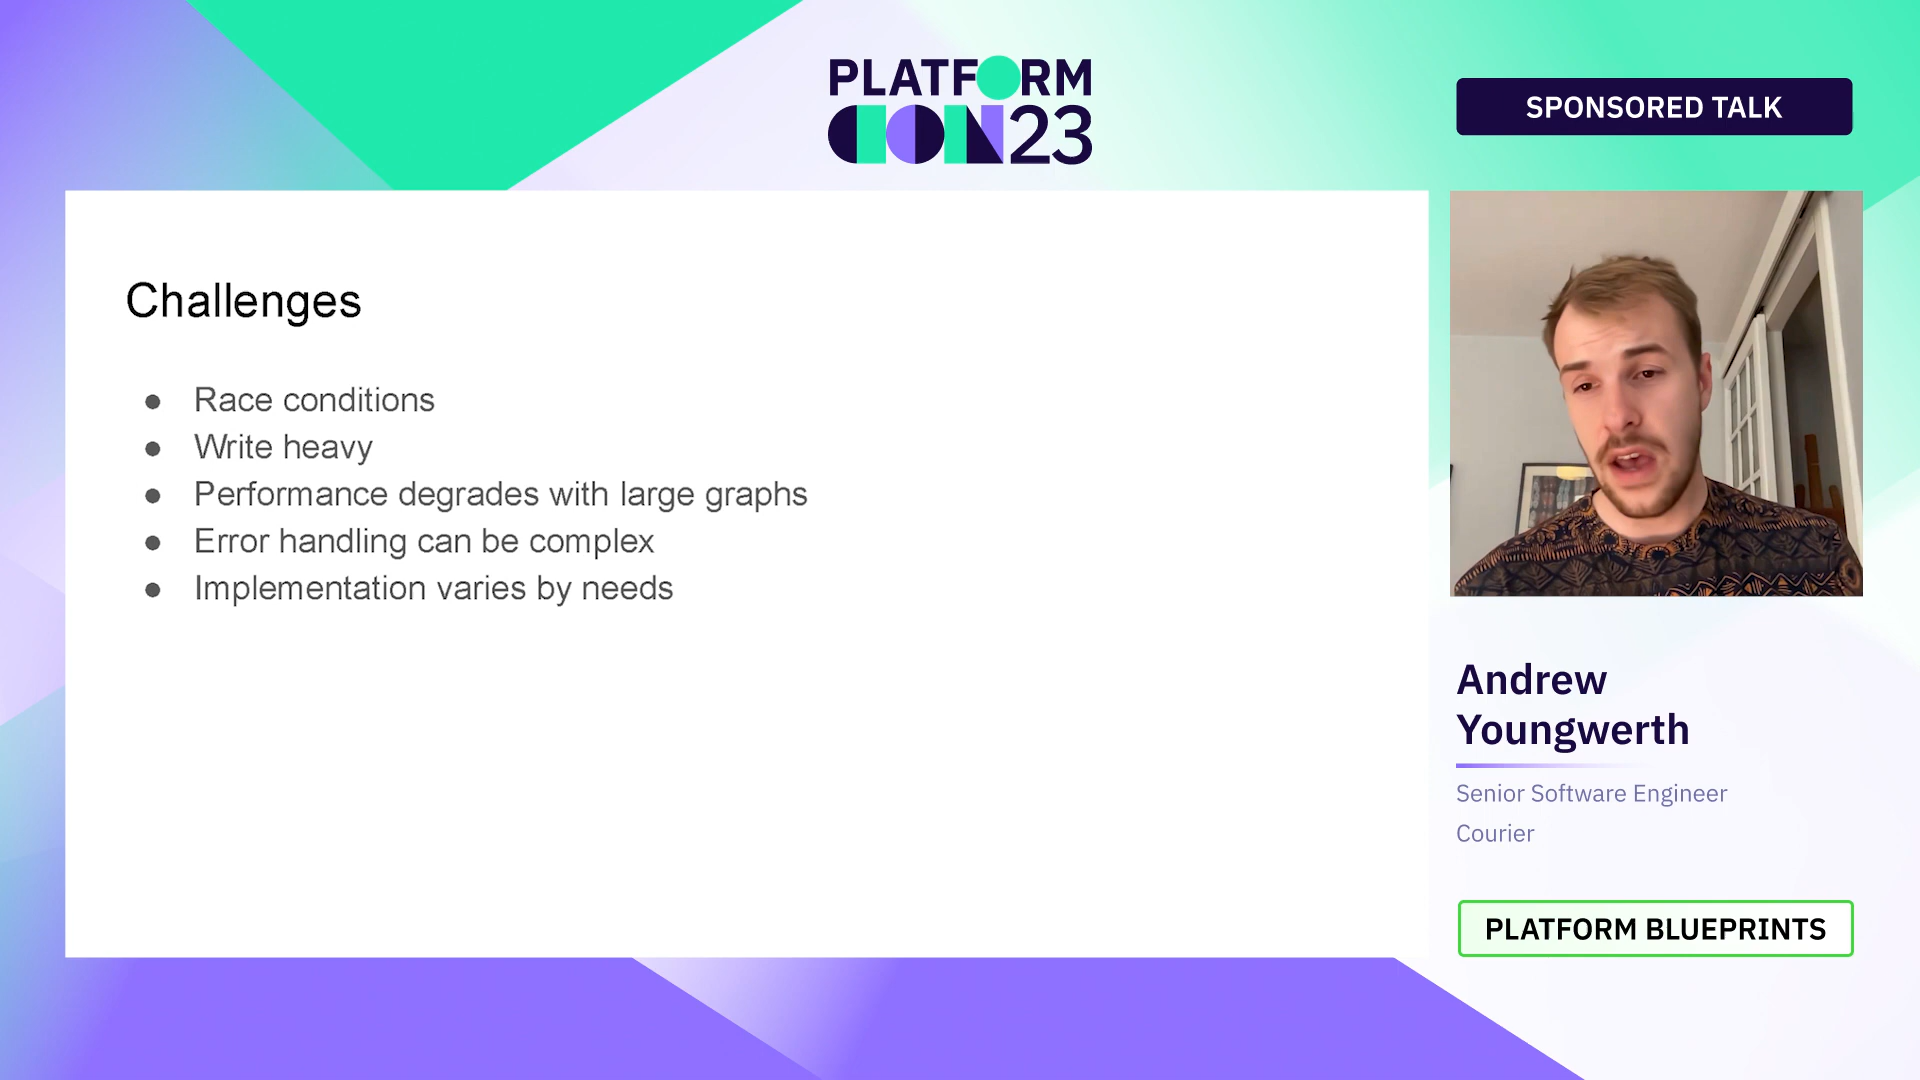 PLATFORM
CON23
SPONSORED TALK
Challenges
● Race conditions
● Write heavy
● Performance degrades with large graphs
● Error handling can be complex
● Implementation varies by needs
Andrew
Youngwerth
Senior Software Engineer
Courier
PLATFORM BLUEPRINTS